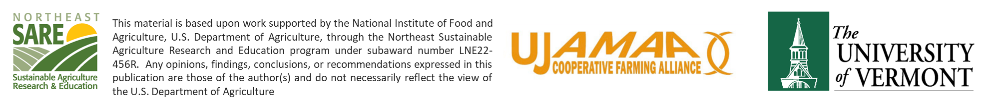 NORTHEAST
SARE
Sustainable Agriculture
Research & Education
This material is based upon work supported by the National Institute of Food and
Agriculture, U.S. Department of Agriculture, through the Northeast Sustainable
Agriculture Research and Education program under subaward number LNE22-
456R. Any opinions, findings, conclusions, or recommendations expressed in this
publication are those of the author(s) and do not necessarily reflect the view of
the U.S. Department of Agriculture
UJAMAA
COOPERATIVE FARMING ALLIANCE
The
UNIVERSITY
of VERMONT